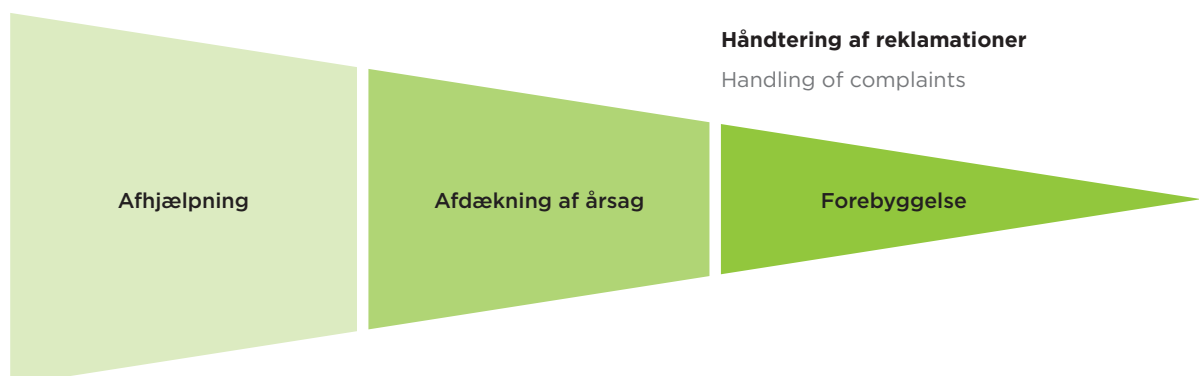 Håndtering af reklamationer
Handling of complaints
Afhjælpning
Afdækning af årsag
Forebyggelse